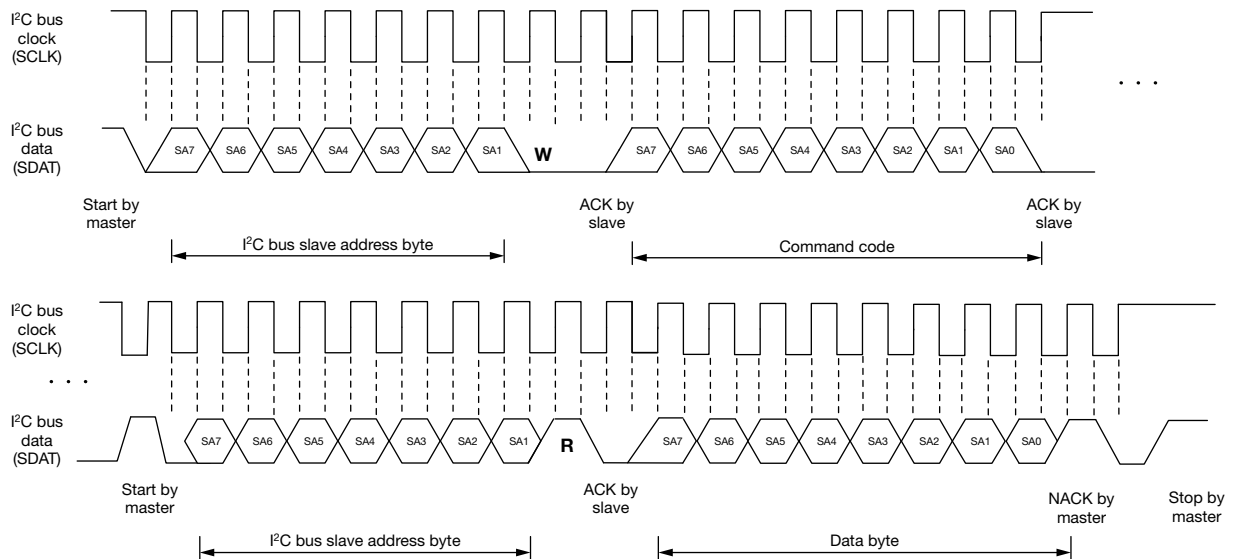 I²C bus
clock
(SCLK)
. . .
I²C bus
data
(SDAT)
SA7 SA6 SA5 SA4 SA3 SA2 SA1 W SA7 SA6 SA5 SA4 SA3 SA2 SA1 SA0
Start by
master
ACK by
slave
ACK by
slave
I²C bus slave address byte
Command code
I²C bus
clock
(SCLK)
. . .
I²C bus
data
(SDAT)
SA7 SA6 SA5 SA4 SA3 SA2 SA1 R SA7 SA6 SA5 SA4 SA3 SA2 SA1 SA0
Start by
master
ACK by
slave
NACK by
master
Stop by
master
I²C bus slave address byte
Data byte